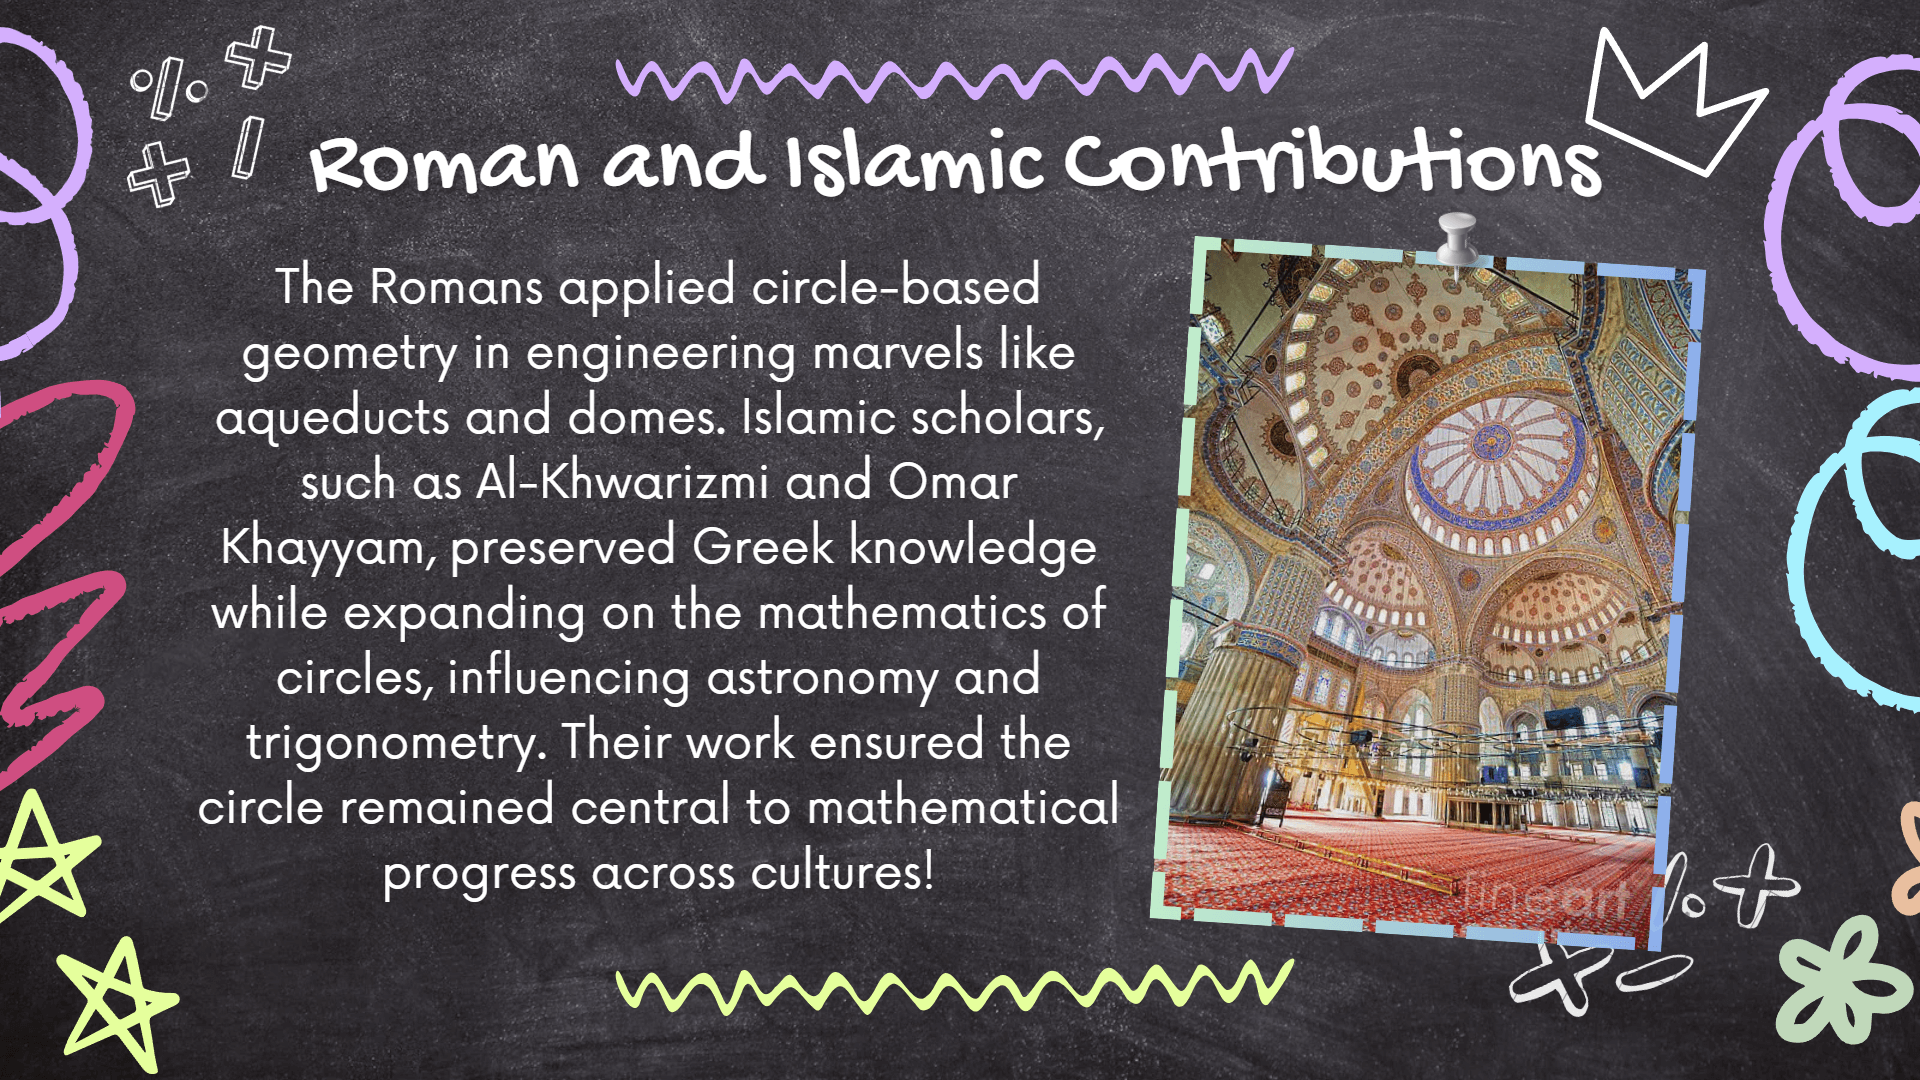 Roman and Islamic Contributions
The Romans applied circle-based
geometry in engineering marvels like
aqueducts and domes. Islamic scholars,
such as Al-Khwarizmi and Omar
Khayyam, preserved Greek knowledge
while expanding on the mathematics of
circles, influencing astronomy and
trigonometry. Their work ensured the
circle remained central to mathematical
progress across cultures!
fine art